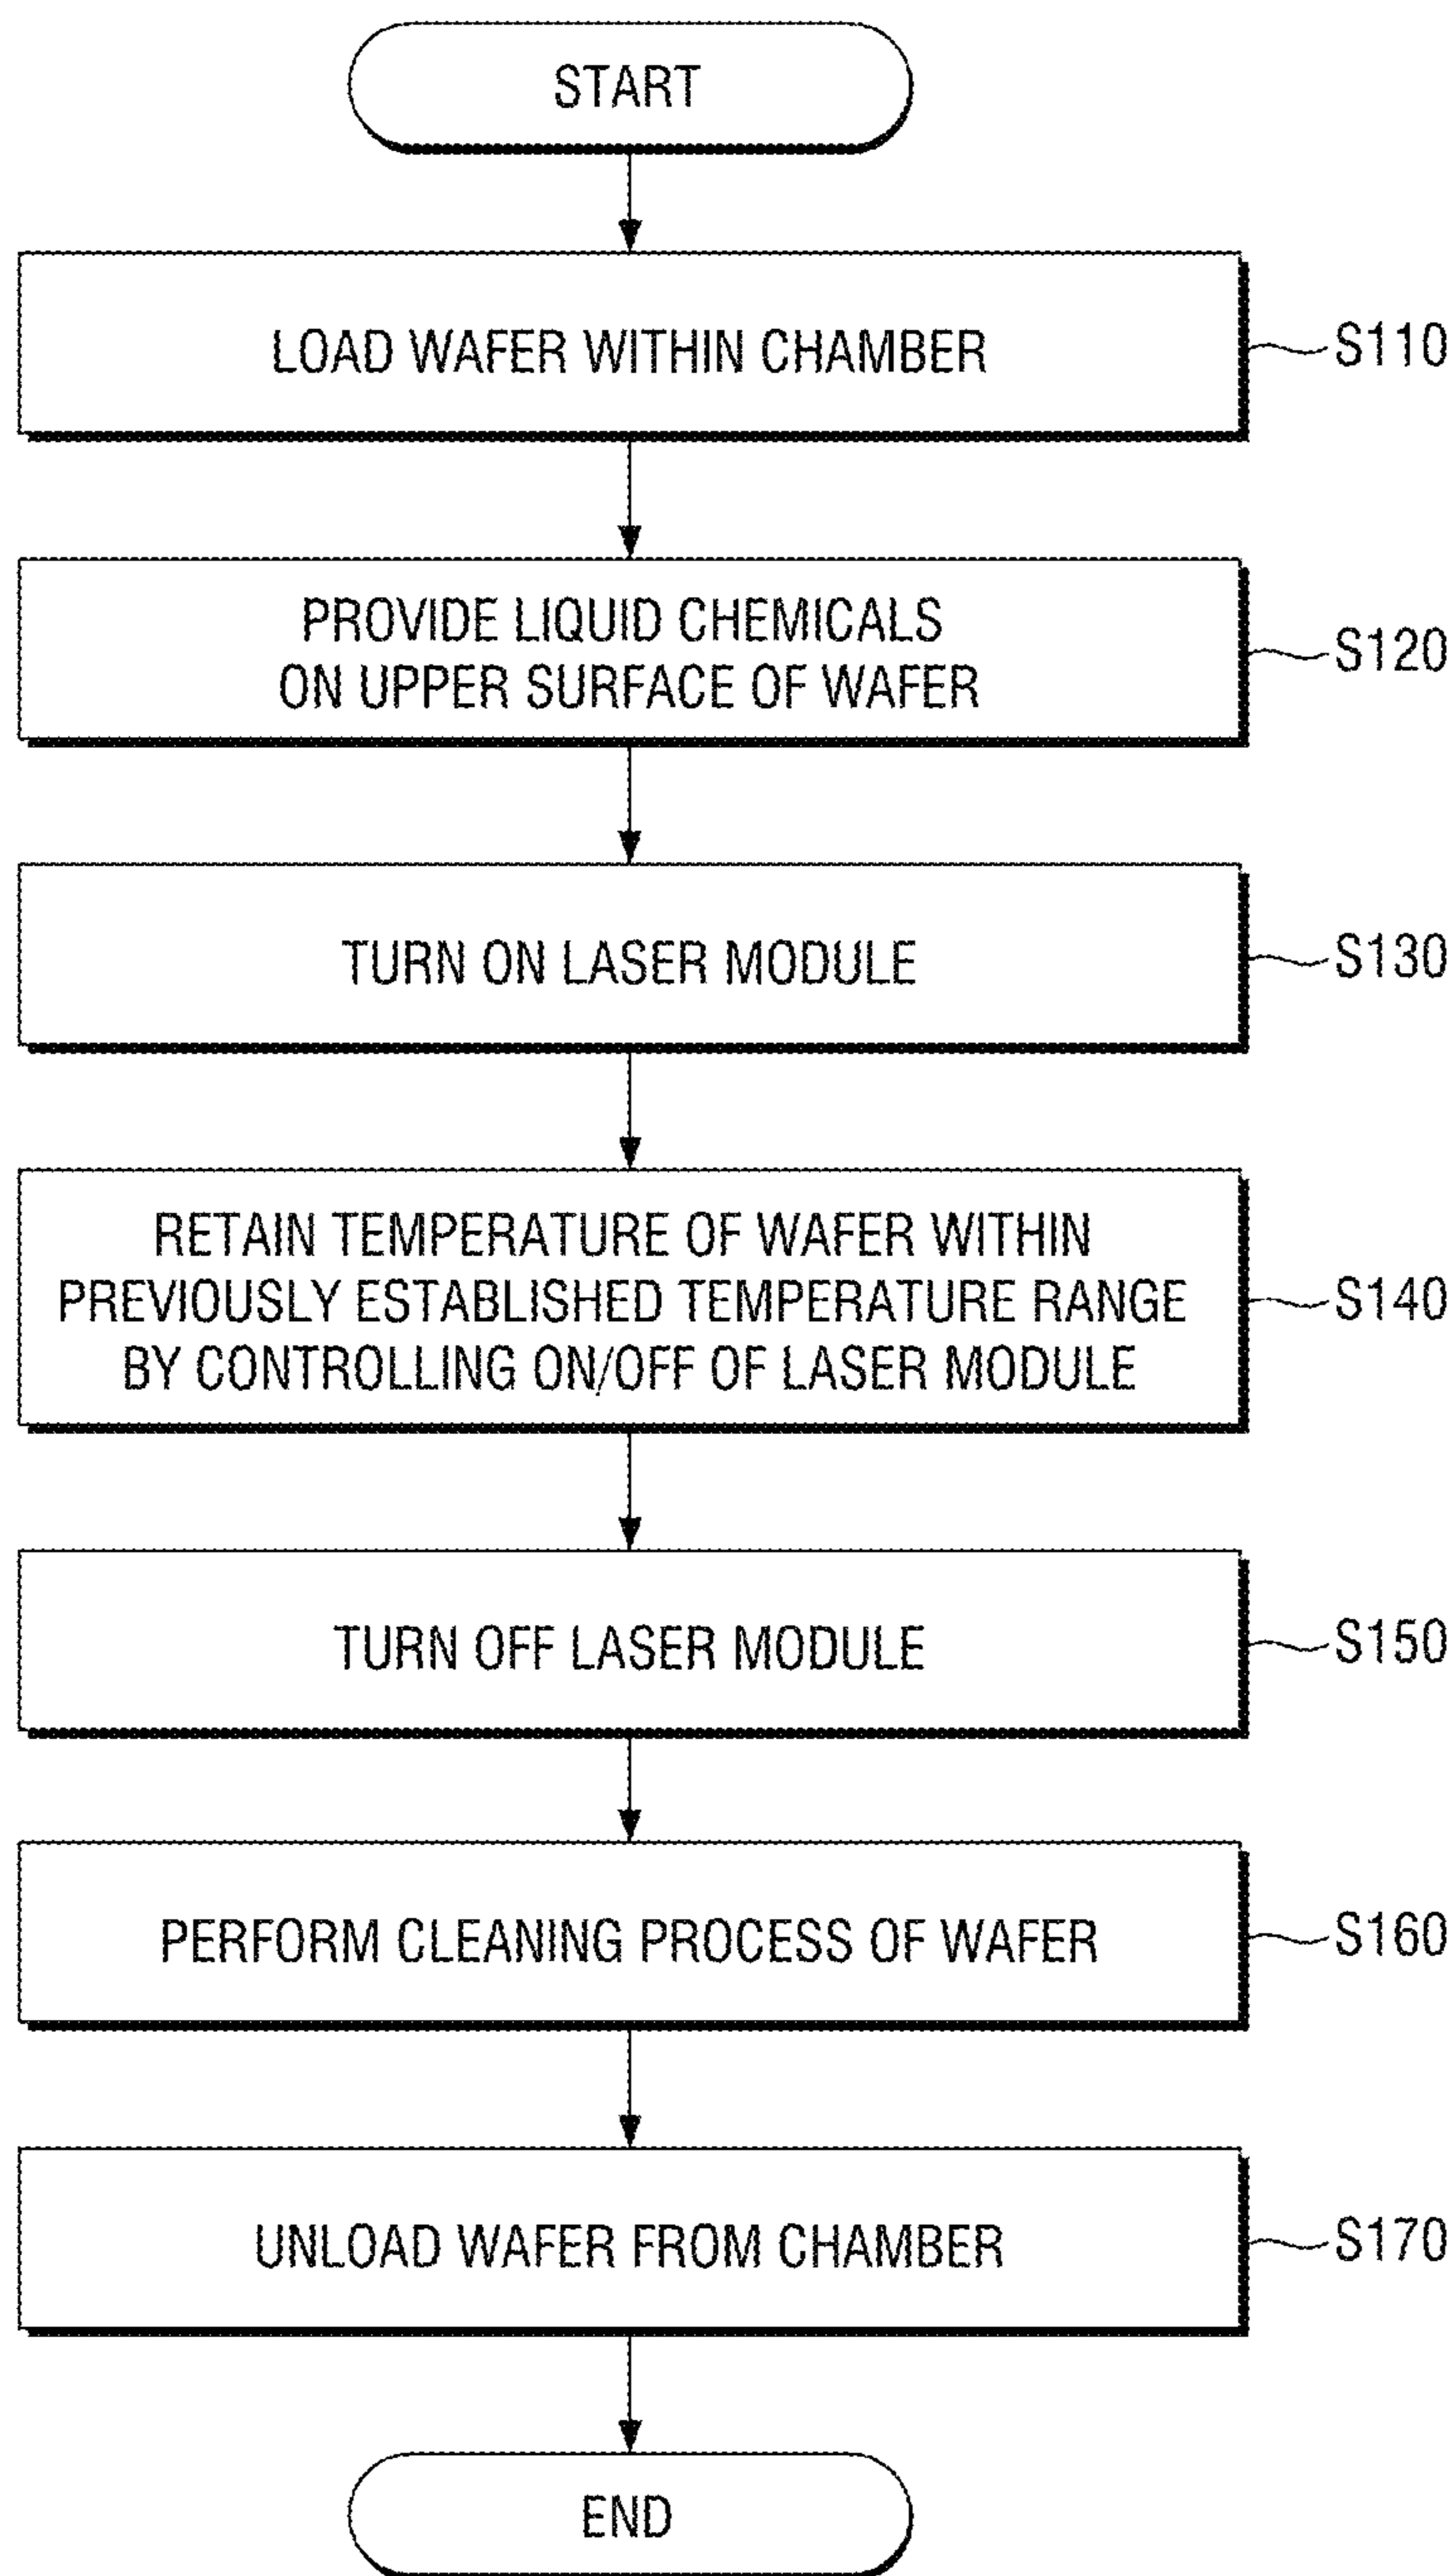 START
LOAD WAFER WITHIN CHAMBER
S110
PROVIDE LIQUID CHEMICALS
ON UPPER SURFACE OF WAFER
S120
TURN ON LASER MODULE
S130
RETAIN TEMPERATURE OF WAFER WITHIN
PREVIOUSLY ESTABLISHED TEMPERATURE RANGE
BY CONTROLLING ON/OFF OF LASER MODULE
S140
TURN OFF LASER MODULE
S150
PERFORM CLEANING PROCESS OF WAFER
S160
UNLOAD WAFER FROM CHAMBER
S170
END